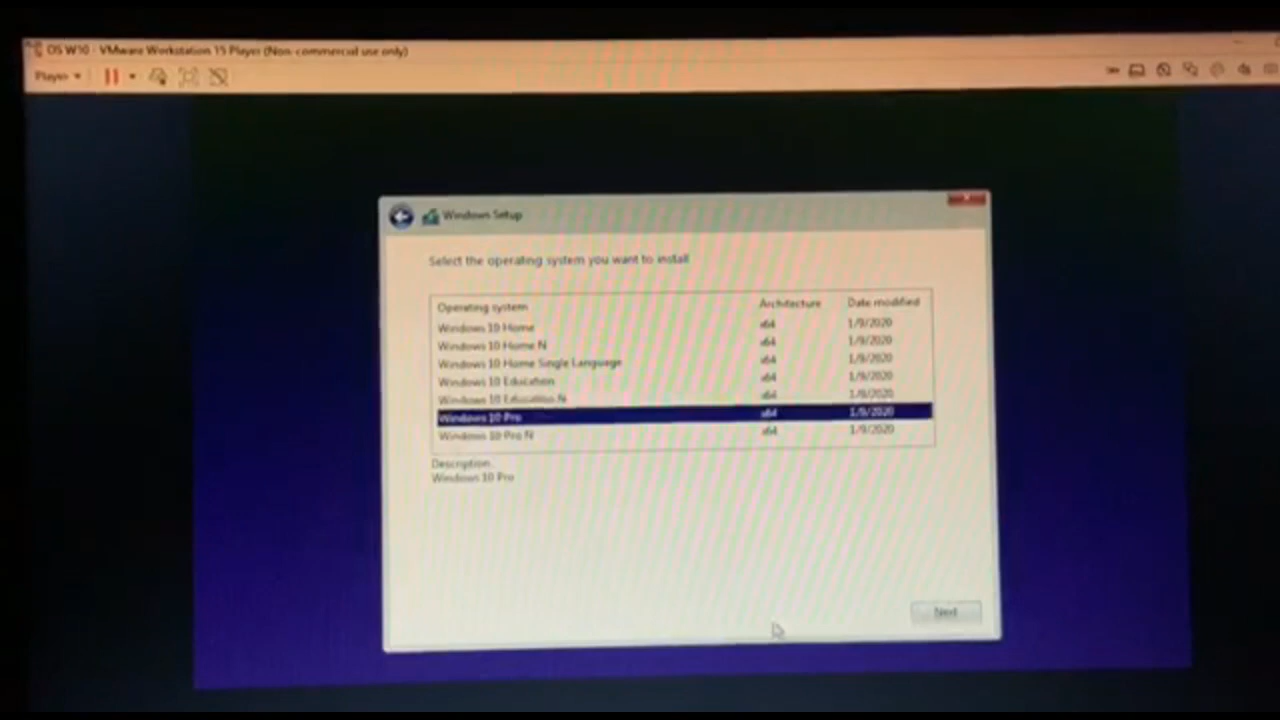 OS W10 - VMware Workstation 15 Player (Non-commercial use only)
Player
Windows Setup
Select the operating system you want to install
Operating system Architecture Date modified
Windows 10 Home x64 1/9/2020
Windows 10 Home N x64 1/9/2020
Windows 10 Home Single Language x64 1/9/2020
Windows 10 Education x64 1/9/2020
Windows 10 Education N x64 1/9/2020
Windows 10 Pro x64 1/9/2020
Windows 10 Pro N x64 1/9/2020
Description:
Windows 10 Pro
Next